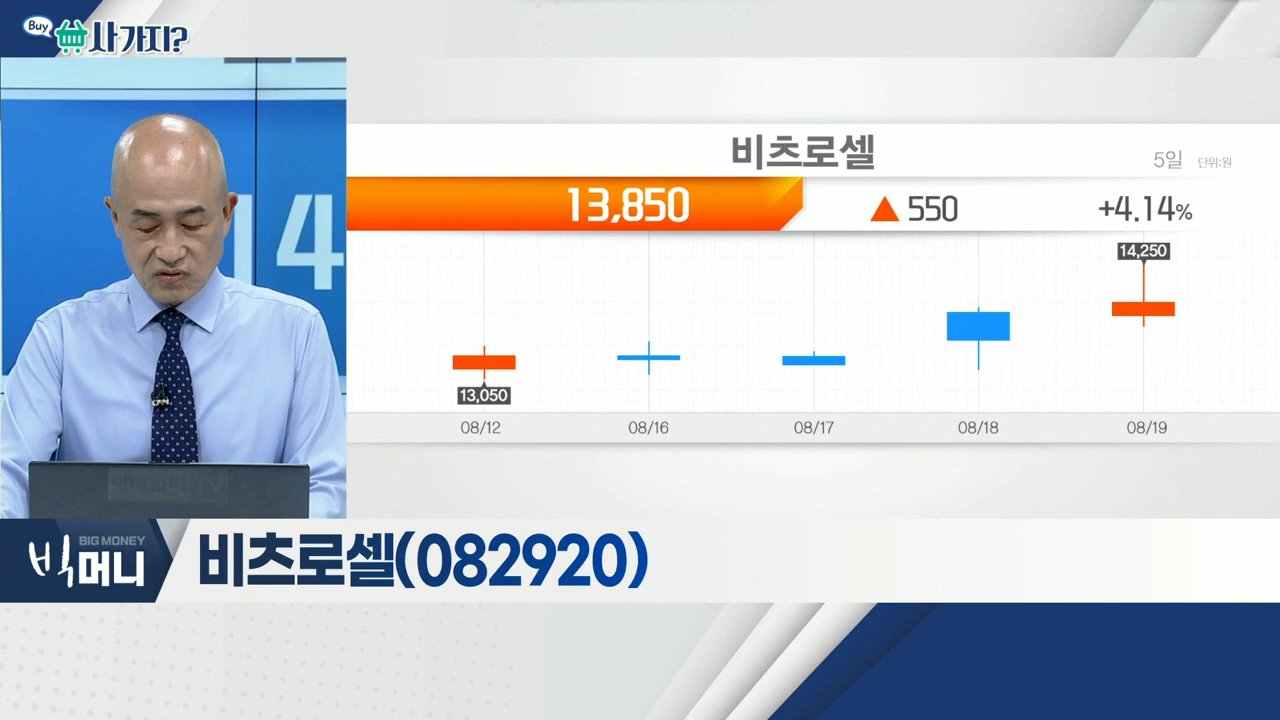 Buy 사 가지?
14
비츠로셀
5일 단위:원
13,850 ▲ 550 +4.14%
14,250
13,050
08/12 08/16 08/17 08/18 08/19
BIG MONEY
빅머니
비츠로셀(082920)